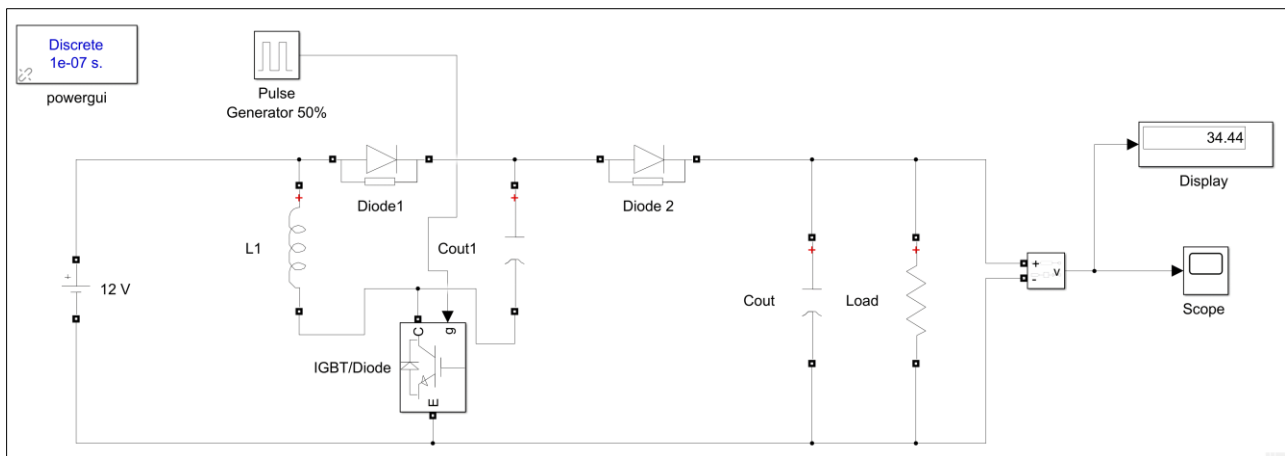 Discrete
1e-07 s.
powergui
Pulse
Generator 50%
34.44
Display
Diode1
Diode 2
+
+
L1
Cout1
+
12 V
+
+
Cout
Load
+
-
v
Scope
C
g
IGBT/Diode
E